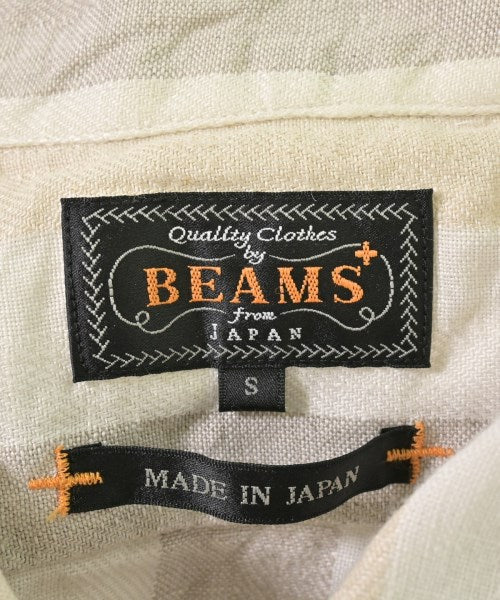 Quality Clothes
by
BEAMS+
from
JAPAN
S
MADE IN JAPAN